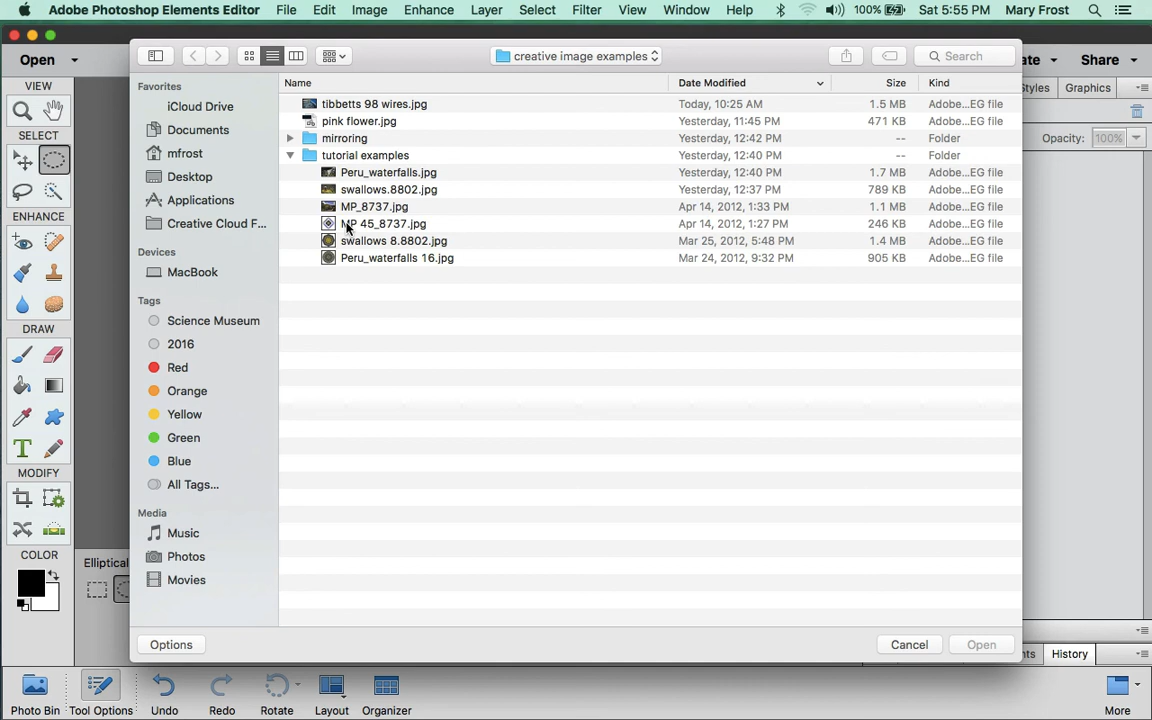 Adobe Photoshop Elements Editor File Edit Image Enhance Layer Select Filter View Window Help 100% Sat 5:55 PM Mary Frost
Open
creative image examples
Search
ate
Share
VIEW
Name
Date Modified
Size
Kind
tyles
Graphics
Opacity:
100%
SELECT
ENHANCE
DRAW
MODIFY
COLOR
Favorites
iCloud Drive
Documents
mfrost
Desktop
Applications
Creative Cloud F...
Devices
MacBook
Tags
Science Museum
2016
Red
Orange
Yellow
Green
Blue
All Tags...
Media
Music
Photos
Movies
tibbetts 98 wires.jpg Today, 10:25 AM 1.5 MB Adobe...EG file
pink flower.jpg Yesterday, 11:45 PM 471 KB Adobe...EG file
mirroring Yesterday, 12:42 PM -- Folder
tutorial examples Yesterday, 12:40 PM -- Folder
Peru_waterfalls.jpg Yesterday, 12:40 PM 1.7 MB Adobe...EG file
swallows.8802.jpg Yesterday, 12:37 PM 789 KB Adobe...EG file
MP_8737.jpg Apr 14, 2012, 1:33 PM 1.1 MB Adobe...EG file
MP 45_8737.jpg Apr 14, 2012, 1:27 PM 246 KB Adobe...EG file
swallows 8.8802.jpg Mar 25, 2012, 5:48 PM 1.4 MB Adobe...EG file
Peru_waterfalls 16.jpg Mar 24, 2012, 9:32 PM 905 KB Adobe...EG file
Elliptical
Options
Cancel
Open
nts
History
Photo Bin
Tool Options
Undo
Redo
Rotate
Layout
Organizer
More